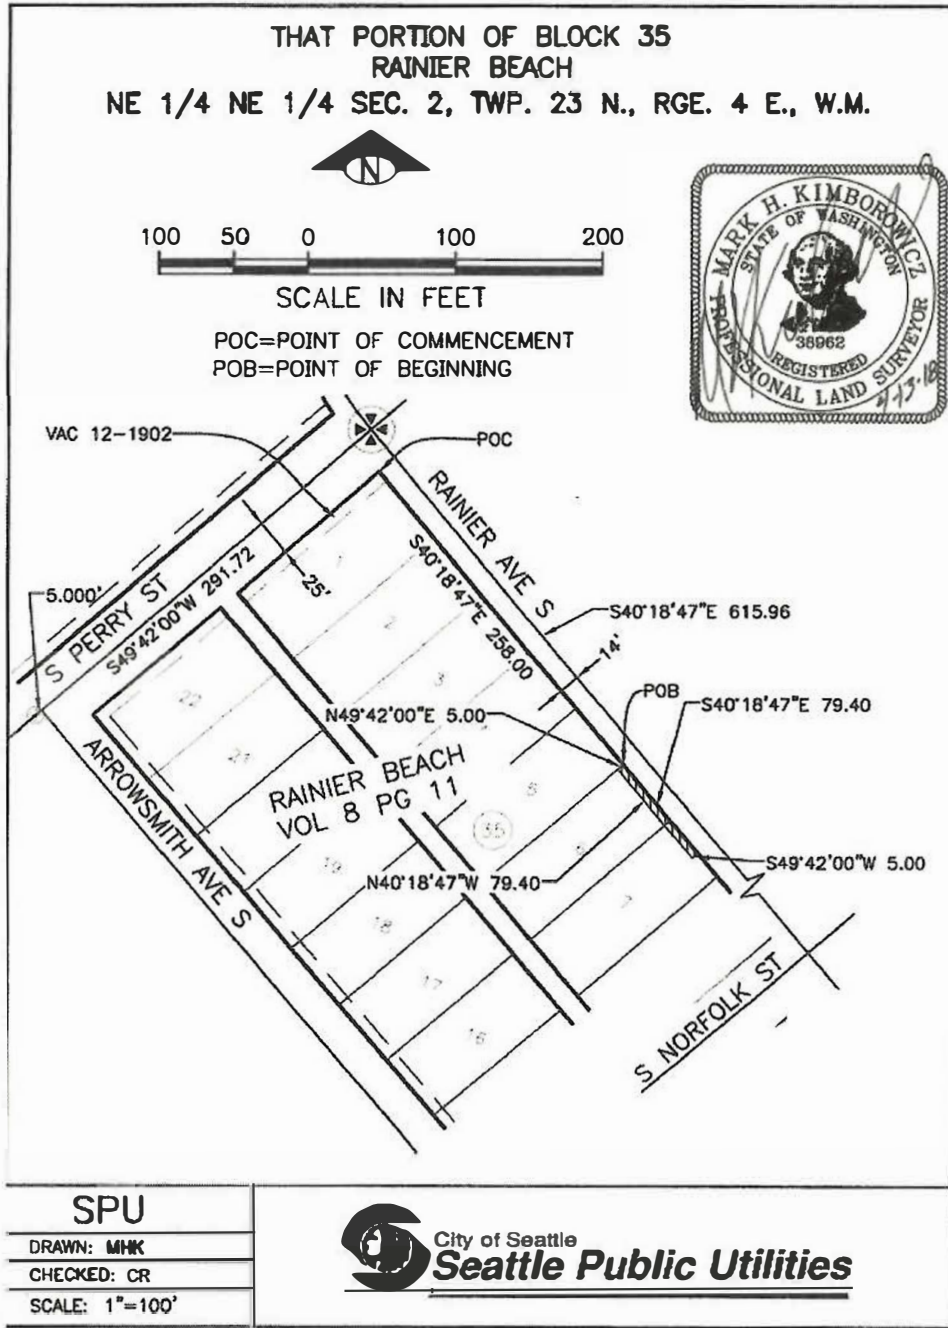 THAT PORTION OF BLOCK 35
RAINIER BEACH
NE 1/4 NE 1/4 SEC. 2, TWP. 23 N., RGE. 4 E., W.M.
N
100 50 0 100 200
SCALE IN FEET
POC=POINT OF COMMENCEMENT
POB=POINT OF BEGINNING
MARK H. KIMBOROWICZ
STATE OF WASHINGTON
38962
REGISTERED
PROFESSIONAL LAND SURVEYOR
VAC 12-1902
POC
RAINIER AVE S
S40°18'47"E 258.00
25'
5.000'
S PERRY ST
S49°42'00"W 291.72
S40°18'47"E 615.96
14'
1
2
3
POB
N49°42'00"E 5.00
S40°18'47"E 79.40
22
21
ARROWSMITH AVE S
RAINIER BEACH
VOL 8 PG 11
5
35
6
19
N40°18'47"W 79.40
S49°42'00"W 5.00
7
18
17
16
S NORFOLK ST
SPU
DRAWN: MHK
CHECKED: CR
SCALE: 1"=100'
City of Seattle
Seattle Public Utilities